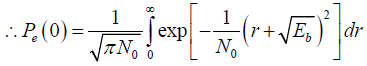 ∴ P_e(0) = \frac{1}{\sqrt{\pi N_0}} \int_0^\infty \exp\left[ -\frac{1}{N_0} \left( r + \sqrt{E_b} \right)^2 \right] dr